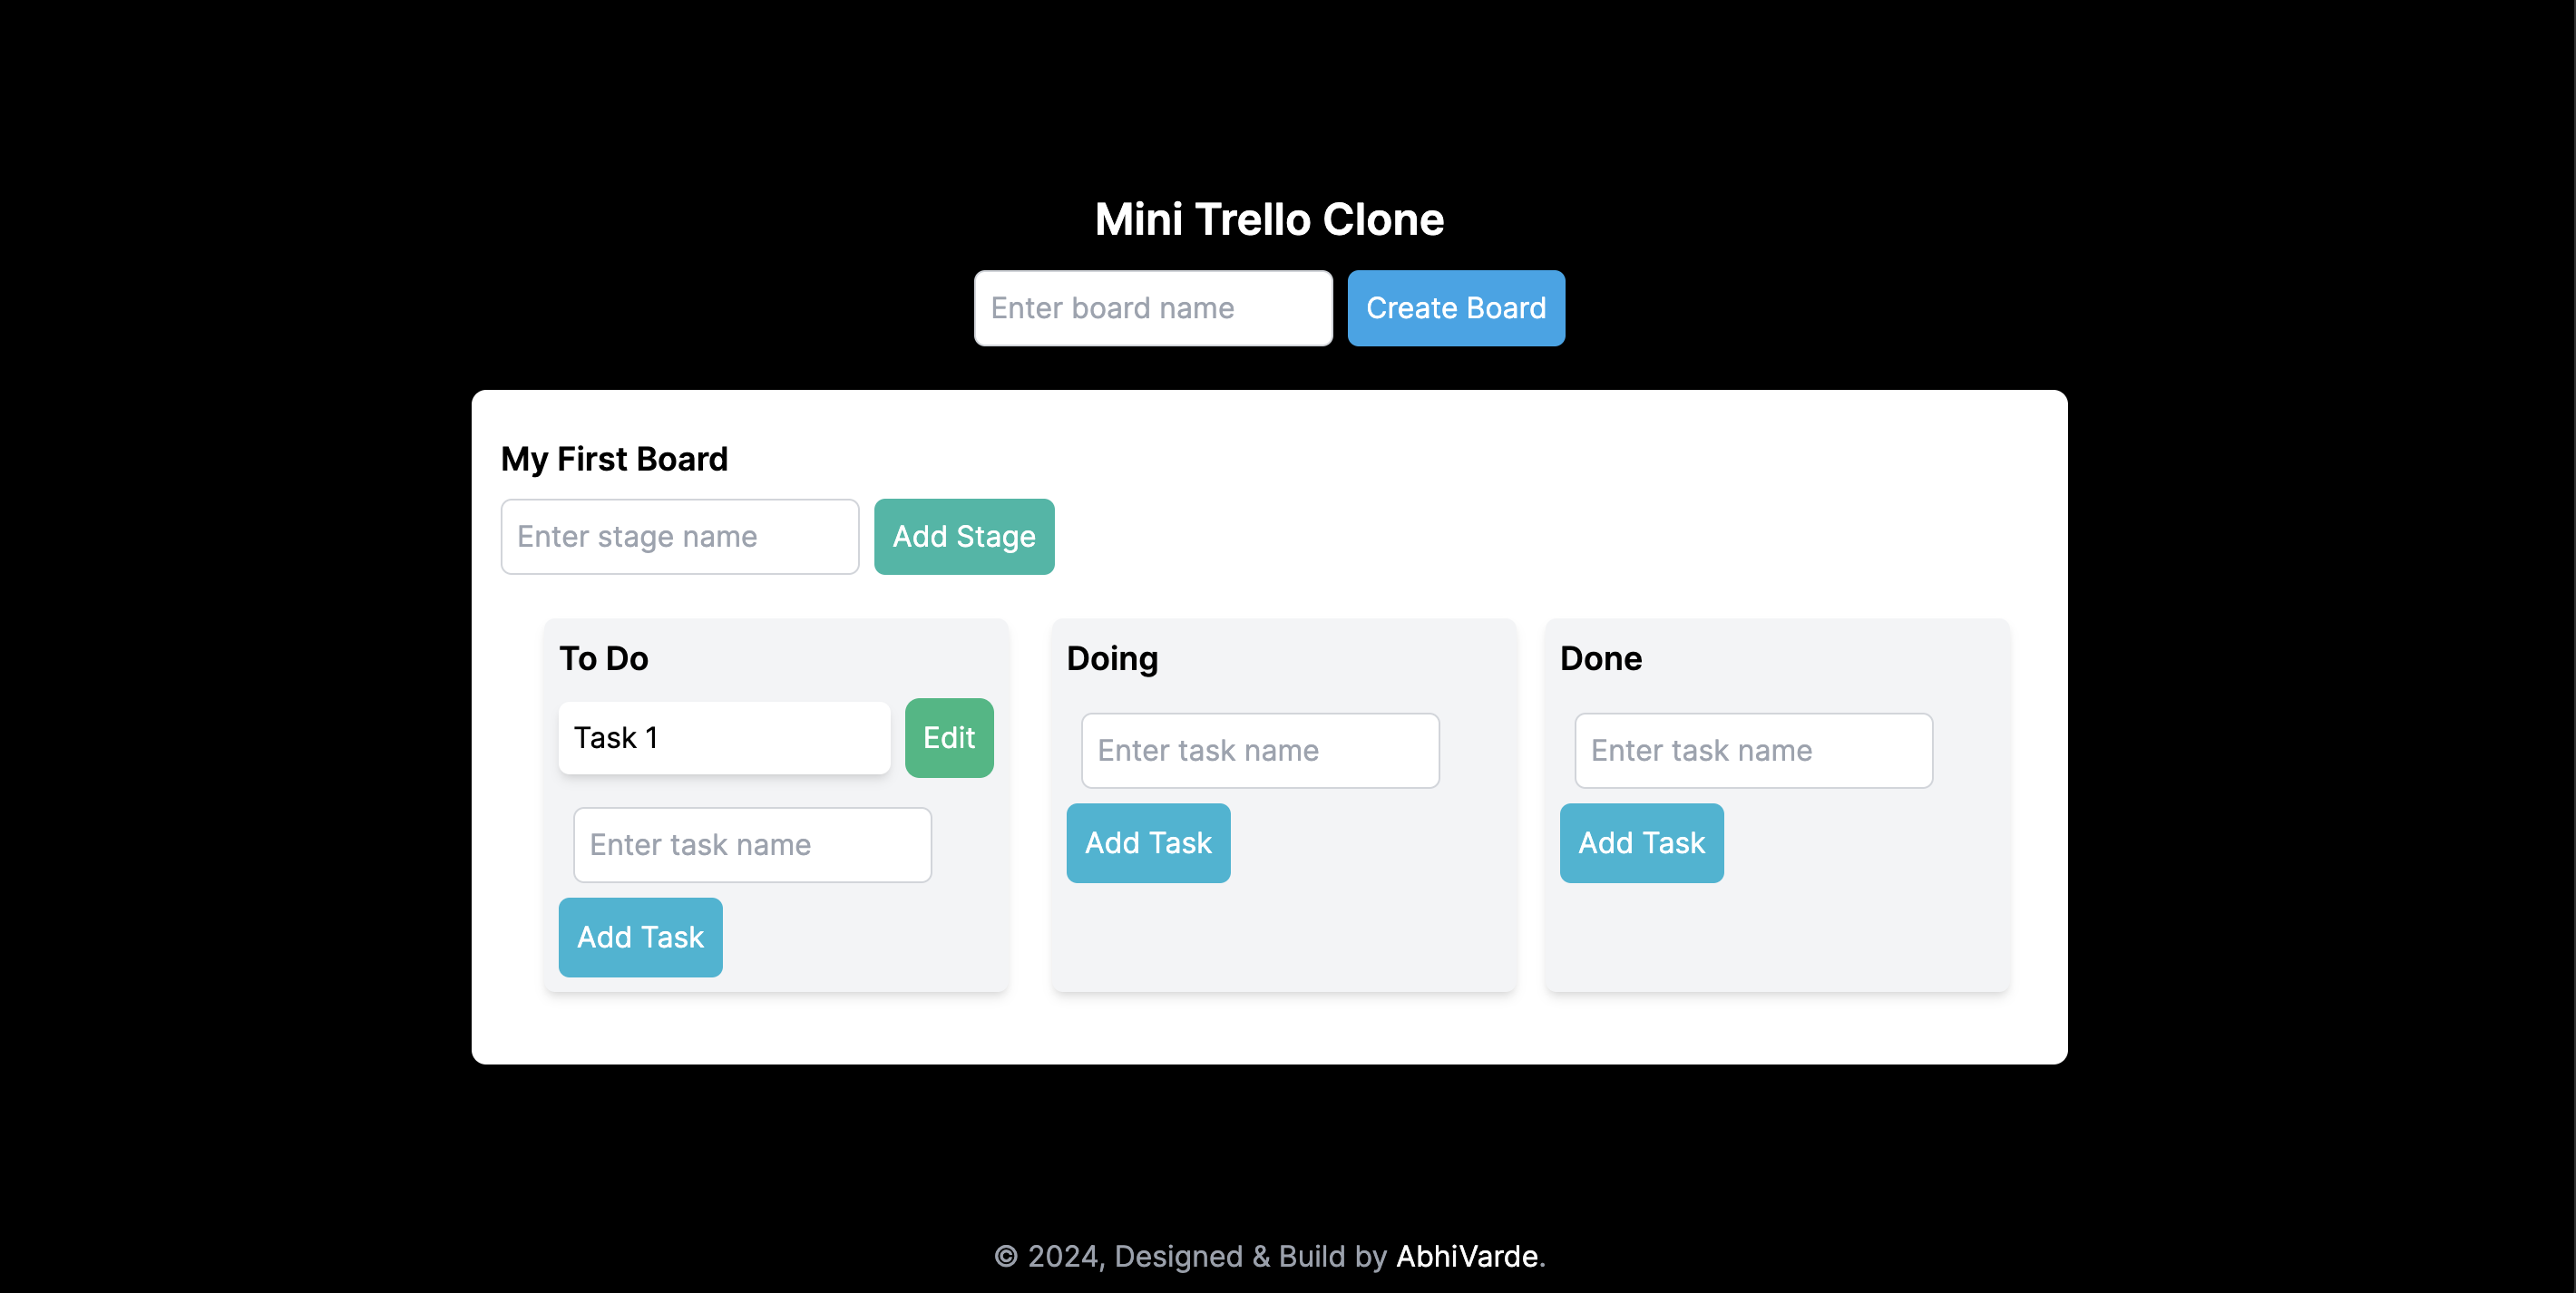 Mini Trello Clone
Enter board name Create Board
My First Board
Enter stage name Add Stage
To Do
Task 1 Edit
Enter task name
Add Task
Doing
Enter task name
Add Task
Done
Enter task name
Add Task
© 2024, Designed & Build by AbhiVarde.